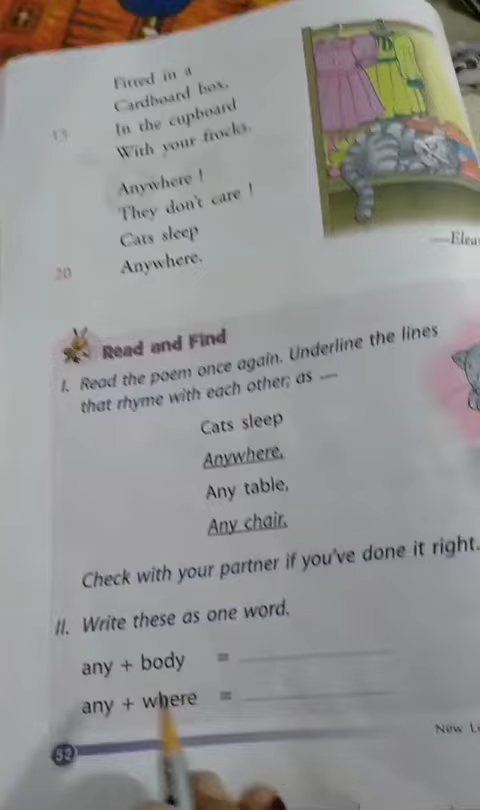 Fitted in a
Cardboard box,
15 In the cupboard
With your frocks.
Anywhere !
They don't care !
Cats sleep
20 Anywhere.
Read and Find
I. Read the poem once again. Underline the lines
that rhyme with each other, as —
Cats sleep
Anywhere,
Any table,
Any chair.
Check with your partner if you've done it right.
II. Write these as one word.
any + body =
any + where =
New
52